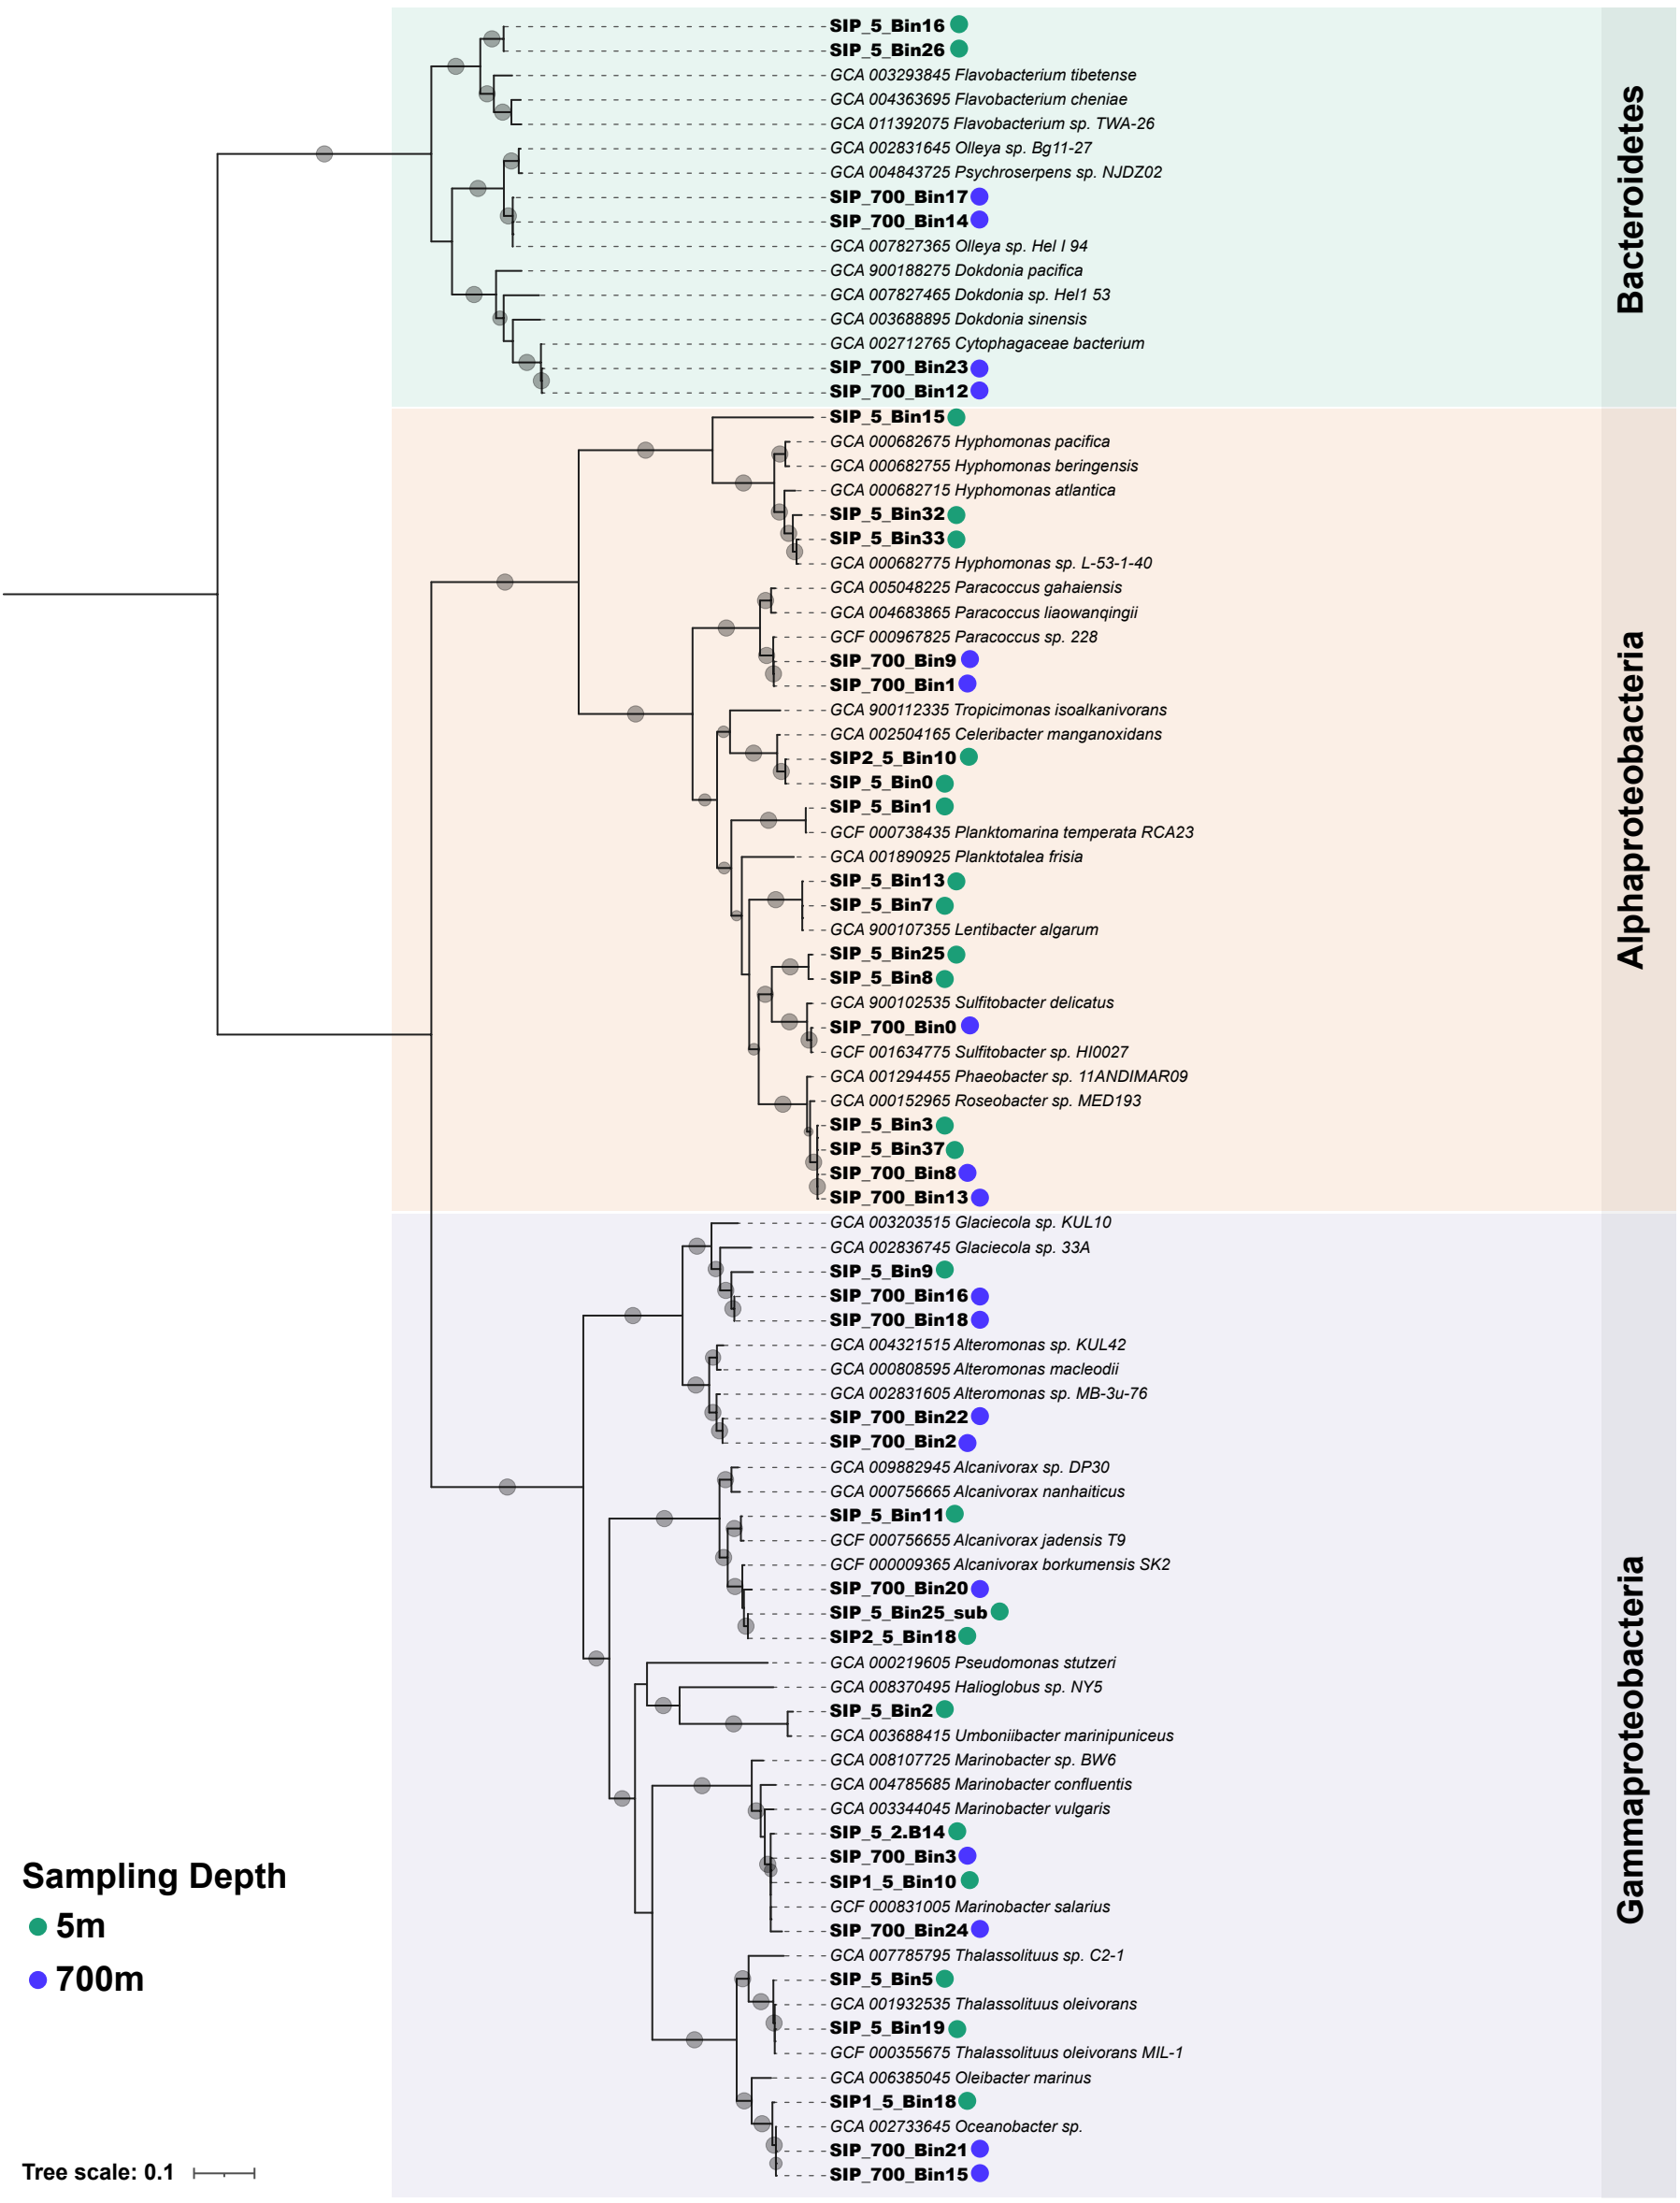 SIP_5_Bin16
SIP_5_Bin26
GCA 003293845 Flavobacterium tibetense
GCA 004363695 Flavobacterium cheniae
GCA 011392075 Flavobacterium sp. TWA-26
GCA 002831645 Olleya sp. Bg11-27
GCA 004843725 Psychroserpens sp. NJDZ02
SIP_700_Bin17
SIP_700_Bin14
GCA 007827365 Olleya sp. Hel I 94
GCA 900188275 Dokdonia pacifica
GCA 007827465 Dokdonia sp. Hel1 53
GCA 003688895 Dokdonia sinensis
GCA 002712765 Cytophagaceae bacterium
SIP_700_Bin23
SIP_700_Bin12
Bacteroidetes
SIP_5_Bin15
GCA 000682675 Hyphomonas pacifica
GCA 000682755 Hyphomonas beringensis
GCA 000682715 Hyphomonas atlantica
SIP_5_Bin32
SIP_5_Bin33
GCA 000682775 Hyphomonas sp. L-53-1-40
GCA 005048225 Paracoccus gahaiensis
GCA 004683865 Paracoccus liaowanqingii
GCF 000967825 Paracoccus sp. 228
SIP_700_Bin9
SIP_700_Bin1
GCA 900112335 Tropicimonas isoalkanivorans
GCA 002504165 Celeribacter manganoxidans
SIP2_5_Bin10
SIP_5_Bin0
SIP_5_Bin1
GCF 000738435 Planktomarina temperata RCA23
GCA 001890925 Planktotalea frisia
SIP_5_Bin13
SIP_5_Bin7
GCA 900107355 Lentibacter algarum
SIP_5_Bin25
SIP_5_Bin8
GCA 900102535 Sulfitobacter delicatus
SIP_700_Bin0
GCF 001634775 Sulfitobacter sp. HI0027
GCA 001294455 Phaeobacter sp. 11ANDIMAR09
GCA 000152965 Roseobacter sp. MED193
SIP_5_Bin3
SIP_5_Bin37
SIP_700_Bin8
SIP_700_Bin13
Alphaproteobacteria
GCA 003203515 Glaciecola sp. KUL10
GCA 002836745 Glaciecola sp. 33A
SIP_5_Bin9
SIP_700_Bin16
SIP_700_Bin18
GCA 004321515 Alteromonas sp. KUL42
GCA 000808595 Alteromonas macleodii
GCA 002831605 Alteromonas sp. MB-3u-76
SIP_700_Bin22
SIP_700_Bin2
GCA 009882945 Alcanivorax sp. DP30
GCA 000756665 Alcanivorax nanhaiticus
SIP_5_Bin11
GCF 000756655 Alcanivorax jadensis T9
GCF 000009365 Alcanivorax borkumensis SK2
SIP_700_Bin20
SIP_5_Bin25_sub
SIP2_5_Bin18
GCA 000219605 Pseudomonas stutzeri
GCA 008370495 Halioglobus sp. NY5
SIP_5_Bin2
GCA 003688415 Umboniibacter marinipuniceus
GCA 008107725 Marinobacter sp. BW6
GCA 004785685 Marinobacter confluentis
GCA 003344045 Marinobacter vulgaris
SIP_5_2.B14
SIP_700_Bin3
SIP1_5_Bin10
GCF 000831005 Marinobacter salarius
SIP_700_Bin24
GCA 007785795 Thalassolituus sp. C2-1
SIP_5_Bin5
GCA 001932535 Thalassolituus oleivorans
SIP_5_Bin19
GCF 000355675 Thalassolituus oleivorans MIL-1
GCA 006385045 Oleibacter marinus
SIP1_5_Bin18
GCA 002733645 Oceanobacter sp.
SIP_700_Bin21
SIP_700_Bin15
Gammaproteobacteria
Sampling Depth
5m
700m
Tree scale: 0.1